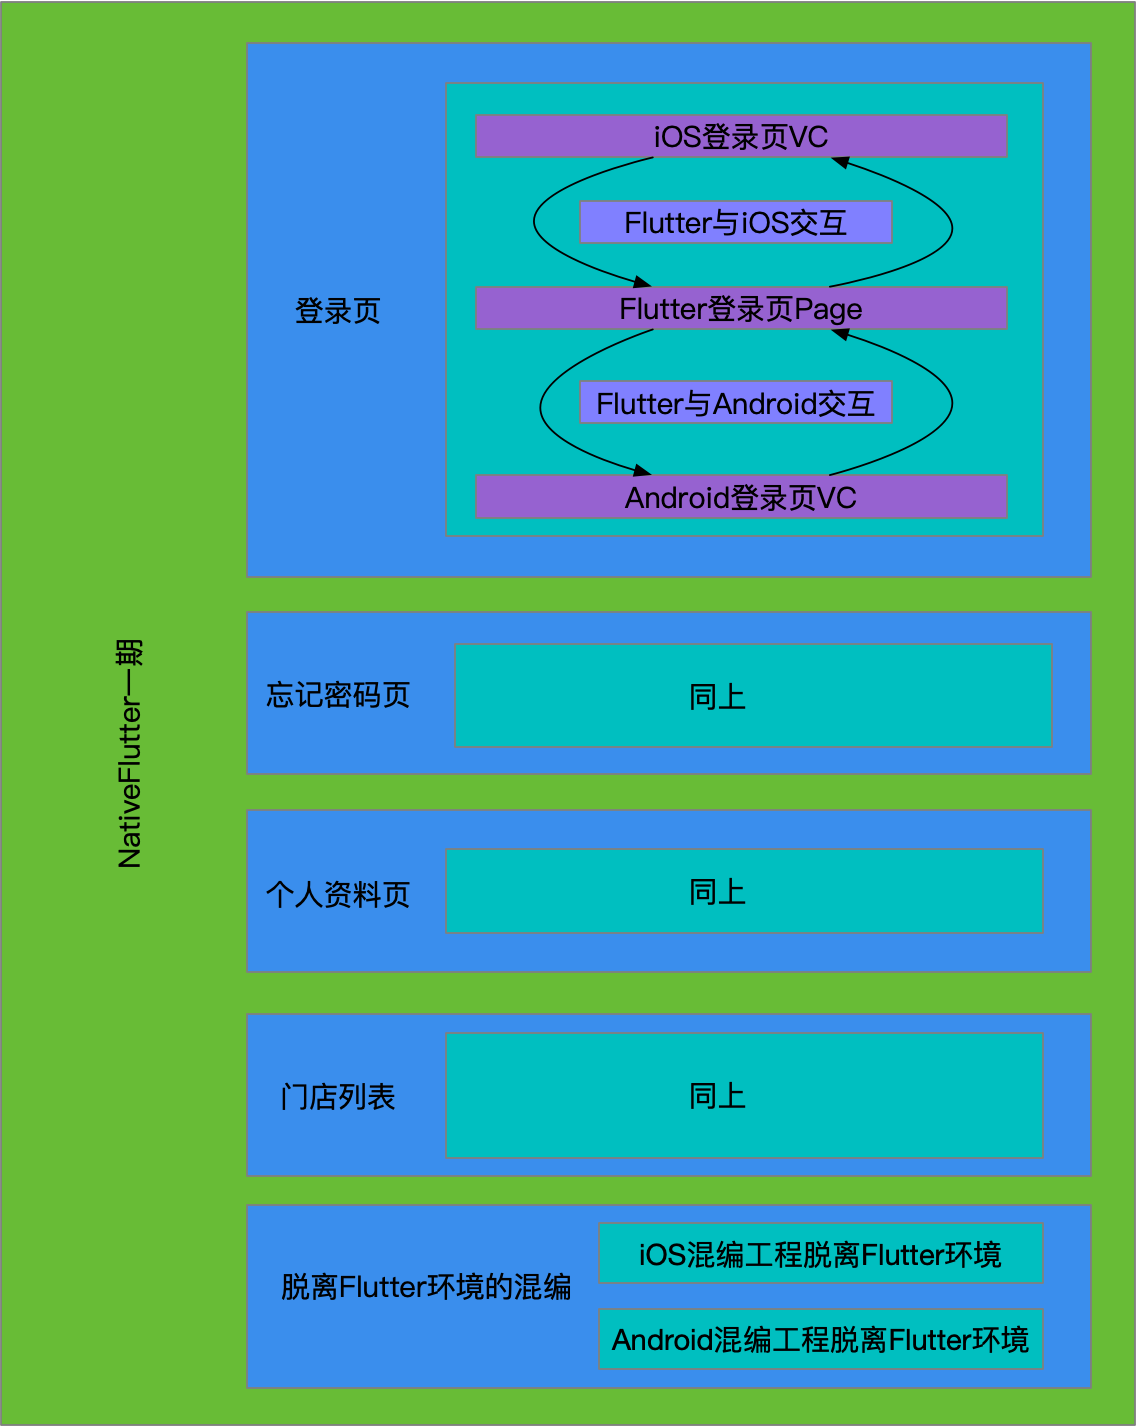 NativeFlutter一期
登录页
iOS登录页VC
Flutter与iOS交互
Flutter登录页Page
Flutter与Android交互
Android登录页VC
忘记密码页
同上
个人资料页
同上
门店列表
同上
脱离Flutter环境的混编
iOS混编工程脱离Flutter环境
Android混编工程脱离Flutter环境